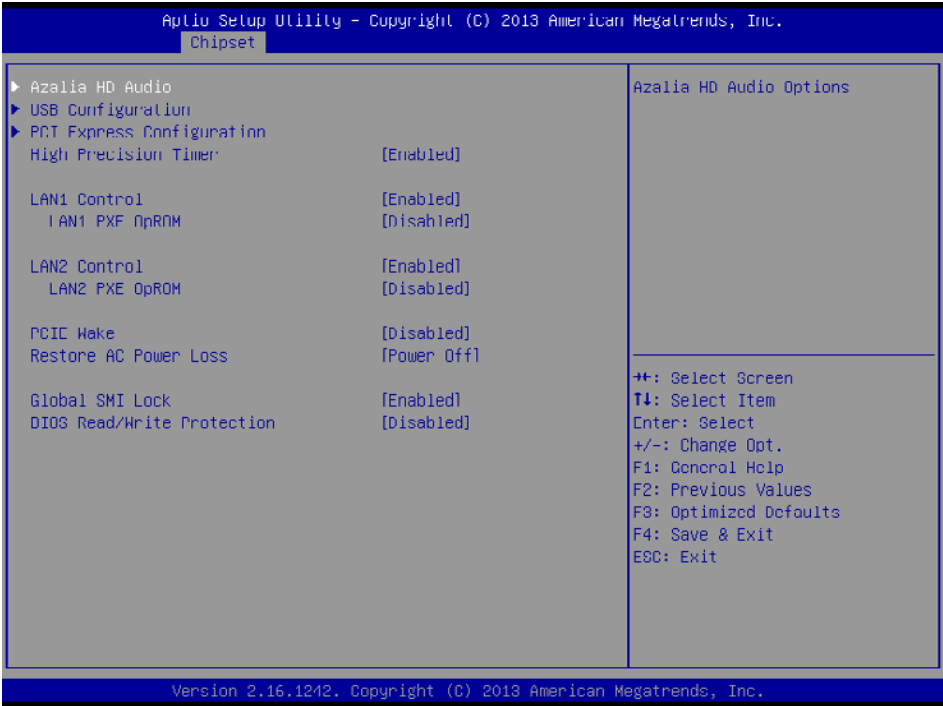 Aptio Setup Utility – Copyright (C) 2013 American Megatrends, Inc.
Chipset
▶ Azalia HD Audio
▶ USB Configuration
▶ PCI Express Configuration
High Precision Timer [Enabled]
LAN1 Control [Enabled]
LAN1 PXE OpROM [Disabled]
LAN2 Control [Enabled]
LAN2 PXE OpROM [Disabled]
PCIE Wake [Disabled]
Restore AC Power Loss [Power Off]
Global SMI Lock [Enabled]
BIOS Read/Write Protection [Disabled]
Azalia HD Audio Options
→←: Select Screen
↑↓: Select Item
Enter: Select
+/-: Change Opt.
F1: General Help
F2: Previous Values
F3: Optimized Defaults
F4: Save & Exit
ESC: Exit
Version 2.16.1242. Copyright (C) 2013 American Megatrends, Inc.